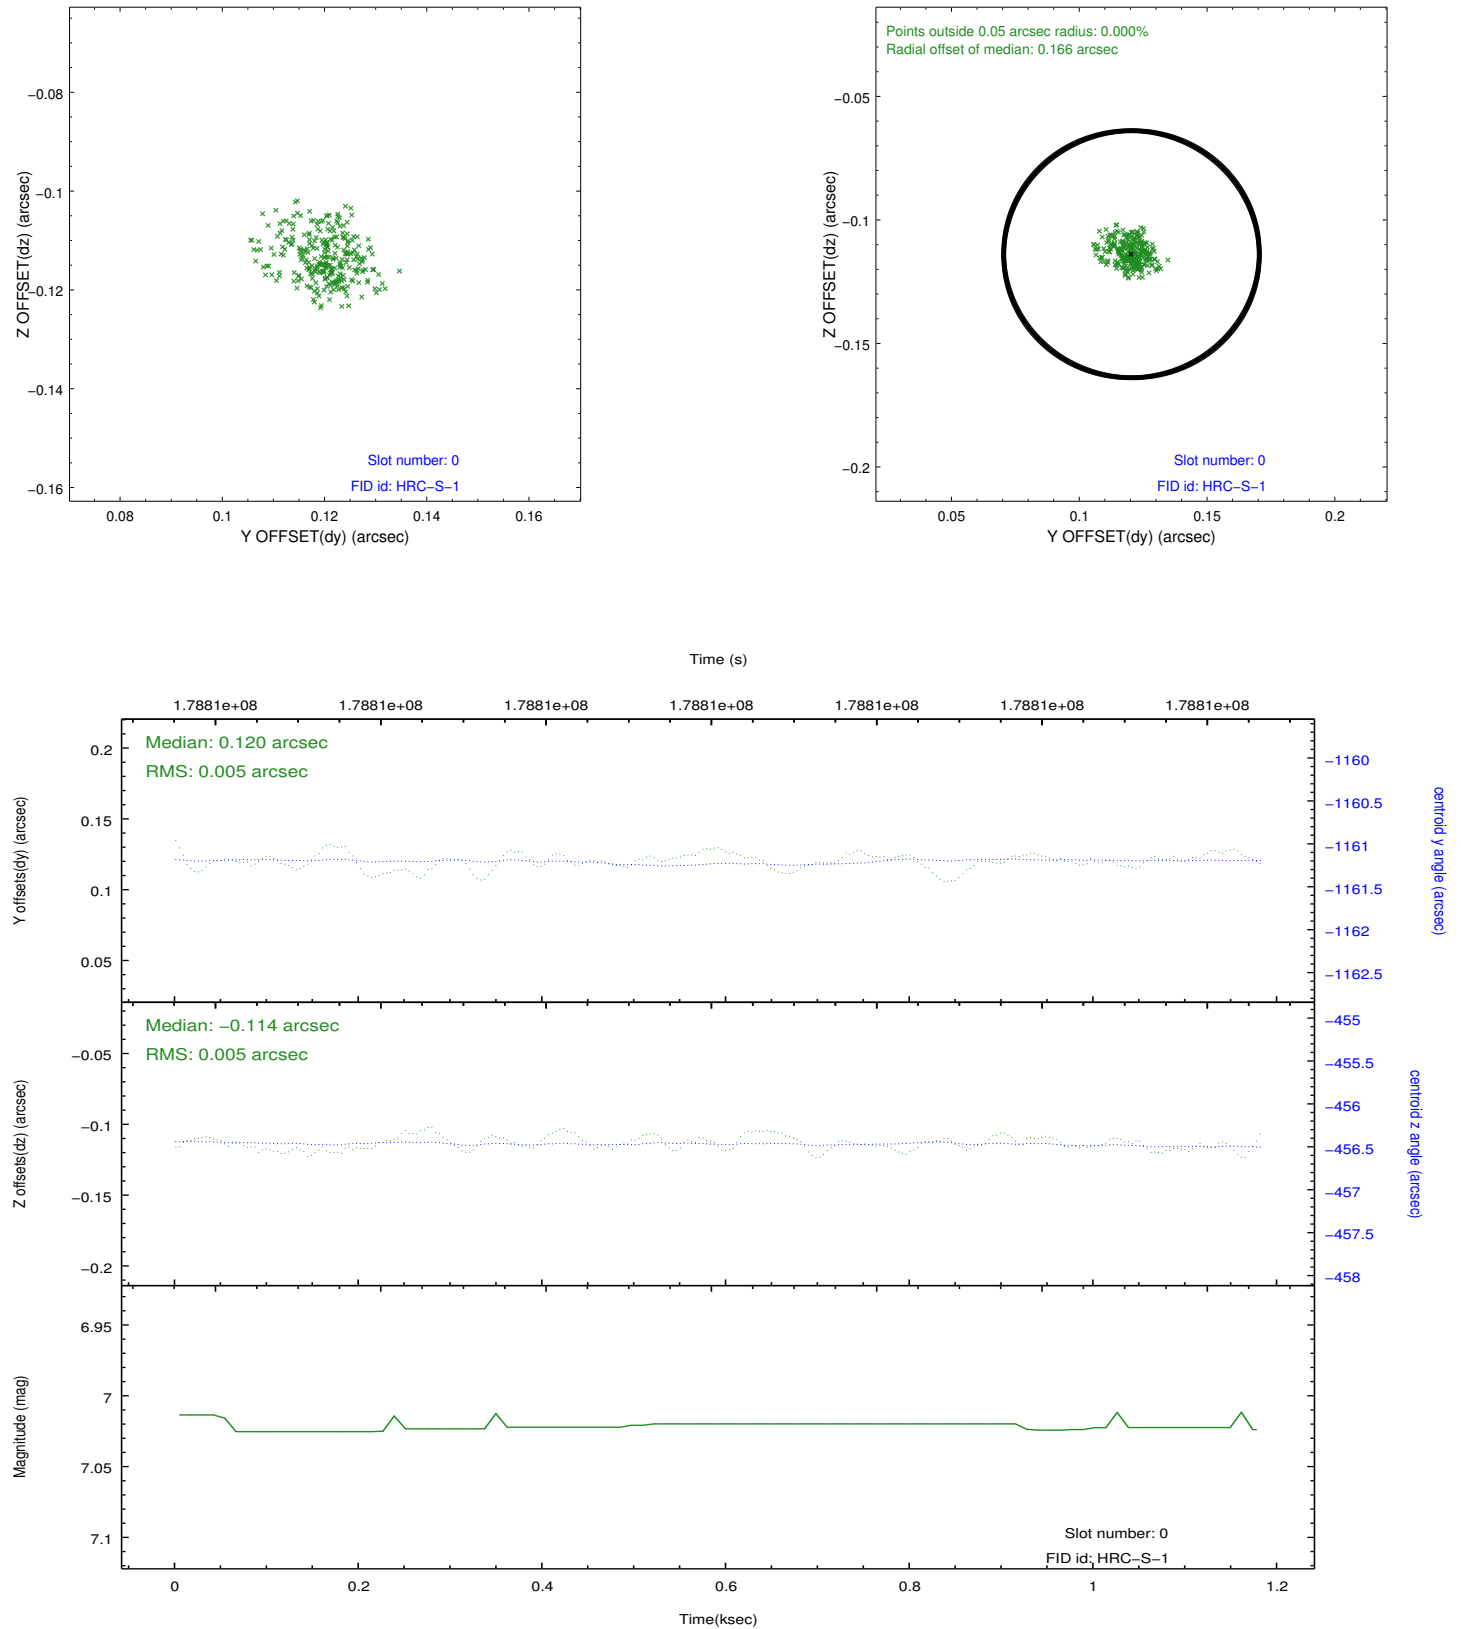 −0.08
−0.1
−0.12
−0.14
−0.16
Z OFFSET(dz) (arcsec)
Slot number: 0
FID id: HRC−S−1
0.08 0.1 0.12 0.14 0.16
Y OFFSET(dy) (arcsec)
Points outside 0.05 arcsec radius: 0.000%
Radial offset of median: 0.166 arcsec
−0.05
−0.1
−0.15
−0.2
Z OFFSET(dz) (arcsec)
Slot number: 0
FID id: HRC−S−1
0.05 0.1 0.15 0.2
Y OFFSET(dy) (arcsec)
Time (s)
1.7881e+08 1.7881e+08 1.7881e+08 1.7881e+08 1.7881e+08 1.7881e+08 1.7881e+08
Median: 0.120 arcsec
RMS: 0.005 arcsec
0.2
0.15
0.1
0.05
Y offsets(dy) (arcsec)
−1160
−1160.5
−1161
−1161.5
−1162
−1162.5
centroid y angle (arcsec)
Median: −0.114 arcsec
RMS: 0.005 arcsec
−0.05
−0.1
−0.15
−0.2
Z offsets(dz) (arcsec)
−455
−455.5
−456
−456.5
−457
−457.5
−458
centroid z angle (arcsec)
6.95
7
7.05
7.1
Magnitude (mag)
Slot number: 0
FID id: HRC−S−1
0 0.2 0.4 0.6 0.8 1 1.2
Time(ksec)